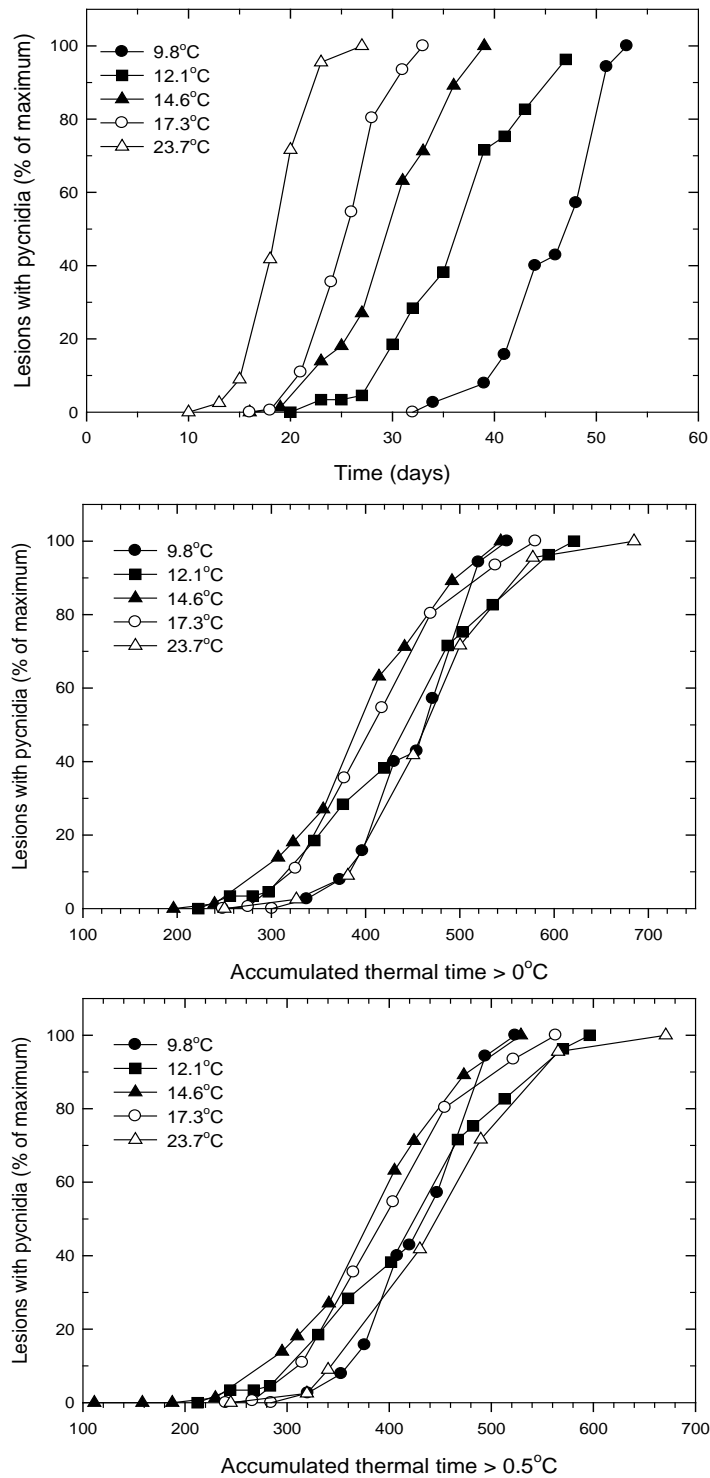 Lesions with pycnidia (% of maximum)
100
80
60
40
20
0
9.8°C
12.1°C
14.6°C
17.3°C
23.7°C
0 10 20 30 40 50 60
Time (days)
Lesions with pycnidia (% of maximum)
100
80
60
40
20
0
9.8°C
12.1°C
14.6°C
17.3°C
23.7°C
100 200 300 400 500 600 700
Accumulated thermal time > 0°C
Lesions with pycnidia (% of maximum)
100
80
60
40
20
0
9.8°C
12.1°C
14.6°C
17.3°C
23.7°C
100 200 300 400 500 600 700
Accumulated thermal time > 0.5°C